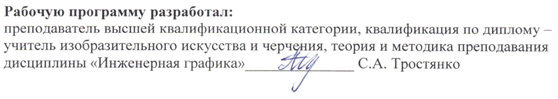 Рабочую программу разработал:
преподаватель высшей квалификационной категории, квалификация по диплому –
учитель изобразительного искусства и черчения, теория и методика преподавания
дисциплины «Инженерная графика»______________ С.А. Тростянко